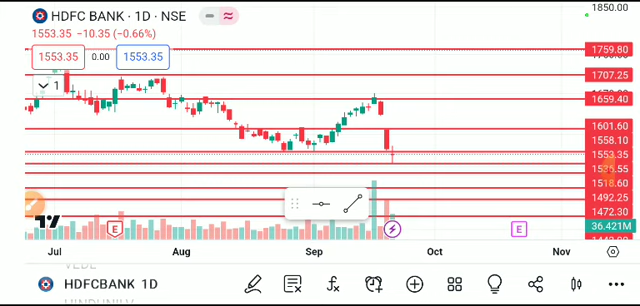 1850.00
HDFC BANK · 1D · NSE
1553.35 −10.35 (−0.66%)
1759.80
1553.35 0.00 1553.35
1707.25
1
1659.40
1601.60
1558.10
1553.35
1518.60
1492.25
1472.30
36.421M
E E
Jul Aug Sep Oct Nov
HDFCBANK 1D